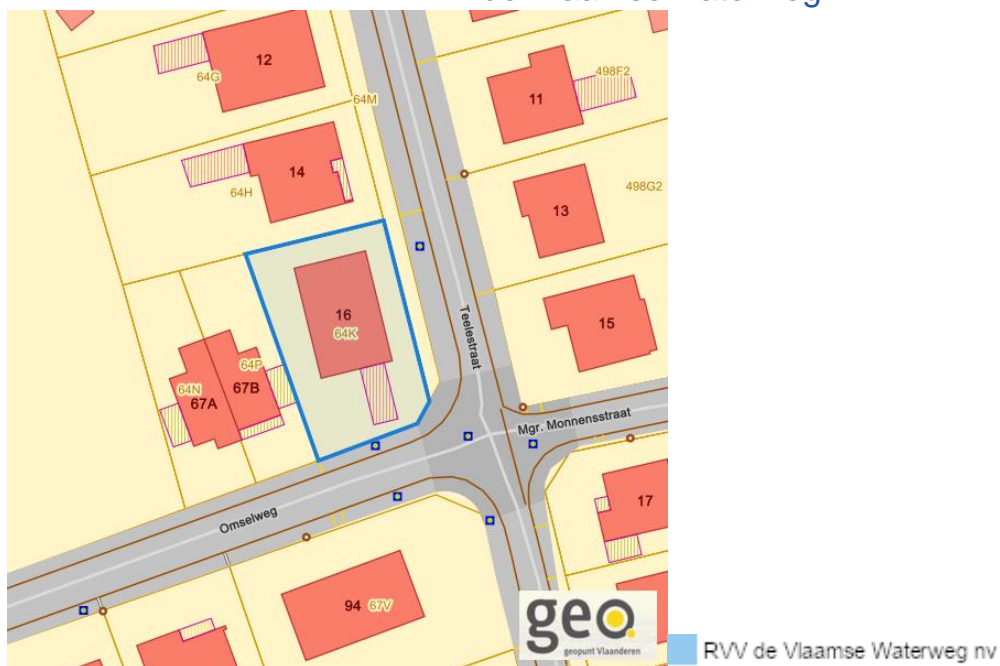 12
64G
64M
11
498F2
14
64H
13
498G2
16
64K
Teelestraat
15
64P
67B
64N
67A
Mgr. Monnensstraat
17
Omselweg
94 67V
geo.
geopunt Vlaanderen
RVV de Vlaamse Waterweg nv